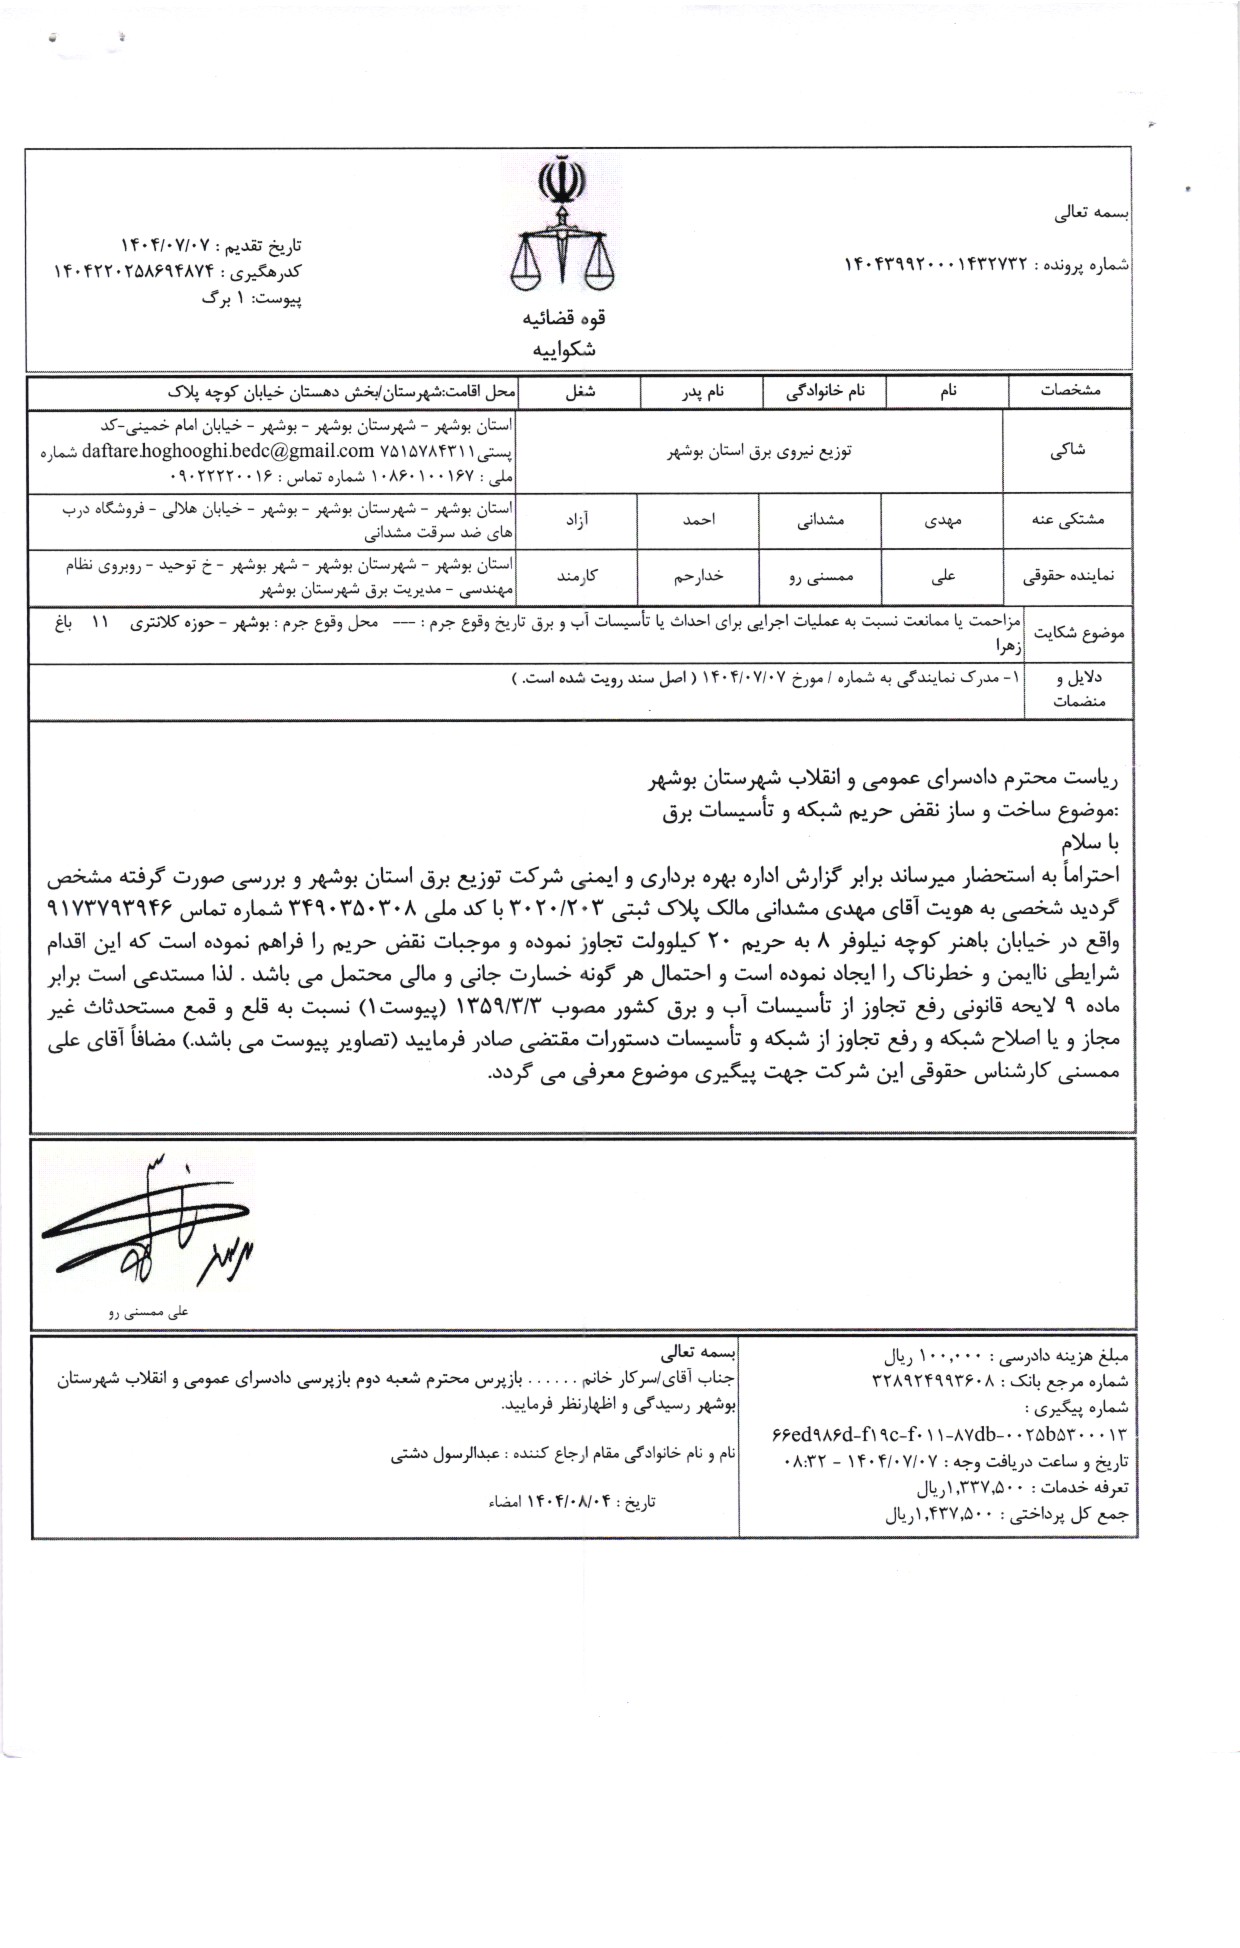 بسمه تعالی
شماره پرونده : ۱۴۰۴۳۹۹۲۰۰۰۱۴۳۲۷۳۲
قوه قضائیه
شکواییه
تاریخ تقدیم : ۱۴۰۴/۰۷/۰۷
کدرهگیری : ۱۴۰۴۲۲۰۲۵۸۶۹۴۸۷۴
پیوست: ۱ برگ
مشخصات نام نام خانوادگی نام پدر شغل محل اقامت:شهرستان/بخش دهستان خیابان کوچه پلاک
شاکی توزیع نیروی برق استان بوشهر استان بوشهر - شهرستان بوشهر - بوشهر - خیابان امام خمینی-کد
پستی۷۵۱۵۷۸۴۳۱۱ daftare.hoghooghi.bedc@gmail.com شماره
ملی : ۱۰۸۶۰۱۰۰۱۶۷ شماره تماس : ۰۹۰۲۲۲۲۰۰۱۶
مشتکی عنه مهدی مشدانی احمد آزاد استان بوشهر - شهرستان بوشهر - بوشهر - خیابان هلالی - فروشگاه درب
های ضد سرقت مشدانی
نماینده حقوقی علی ممسنی رو خدارحم کارمند استان بوشهر - شهرستان بوشهر - شهر بوشهر - خ توحید - روبروی نظام
مهندسی - مدیریت برق شهرستان بوشهر
موضوع شکایت مزاحمت یا ممانعت نسبت به عملیات اجرایی برای احداث یا تأسیسات آب و برق تاریخ وقوع جرم : --- محل وقوع جرم : بوشهر - حوزه کلانتری ۱۱ باغ
زهرا
دلایل و
منضمات
۱- مدرک نمایندگی به شماره / مورخ ۱۴۰۴/۰۷/۰۷ ( اصل سند رویت شده است. )
ریاست محترم دادسرای عمومی و انقلاب شهرستان بوشهر
:موضوع ساخت و ساز نقض حریم شبکه و تأسیسات برق
با سلام
احتراماً به استحضار میرساند برابر گزارش اداره بهره برداری و ایمنی شرکت توزیع برق استان بوشهر و بررسی صورت گرفته مشخص
گردید شخصی به هویت آقای مهدی مشدانی مالک پلاک ثبتی ۳۰۲۰/۲۰۳ با کد ملی ۳۴۹۰۳۵۰۳۰۸ شماره تماس ۹۱۷۳۷۹۳۹۴۶
واقع در خیابان باهنر کوچه نیلوفر ۸ به حریم ۲۰ کیلوولت تجاوز نموده و موجبات نقض حریم را فراهم نموده است که این اقدام
شرایطی ناایمن و خطرناک را ایجاد نموده است و احتمال هر گونه خسارت جانی و مالی محتمل می باشد . لذا مستدعی است برابر
ماده ۹ لایحه قانونی رفع تجاوز از تأسیسات آب و برق کشور مصوب ۱۳۵۹/۳/۳ (پیوست۱) نسبت به قلع و قمع مستحدثات غیر
مجاز و یا اصلاح شبکه و رفع تجاوز از شبکه و تأسیسات دستورات مقتضی صادر فرمایید (تصاویر پیوست می باشد.) مضافاً آقای علی
ممسنی کارشناس حقوقی این شرکت جهت پیگیری موضوع معرفی می گردد.
علی ممسنی رو
مبلغ هزینه دادرسی : ۱۰۰,۰۰۰ ریال
شماره مرجع بانک : ۳۲۸۹۲۴۹۹۳۶۰۸
شماره پیگیری :
۶۶ed۹۸۶d-f۱۹c-f۰۱۱-۸۷db-۰۰۲۵b۵۳۰۰۰۱۳
تاریخ و ساعت دریافت وجه : ۱۴۰۴/۰۷/۰۷ - ۰۸:۳۲
تعرفه خدمات : ۱,۳۳۷,۵۰۰ریال
جمع کل پرداختی : ۱,۴۳۷,۵۰۰ریال
بسمه تعالی
جناب آقای/سرکار خانم ...... بازپرس محترم شعبه دوم بازپرسی دادسرای عمومی و انقلاب شهرستان
بوشهر رسیدگی و اظهارنظر فرمایید.
نام و نام خانوادگی مقام ارجاع کننده : عبدالرسول دشتی
تاریخ : ۱۴۰۴/۰۸/۰۴ امضاء